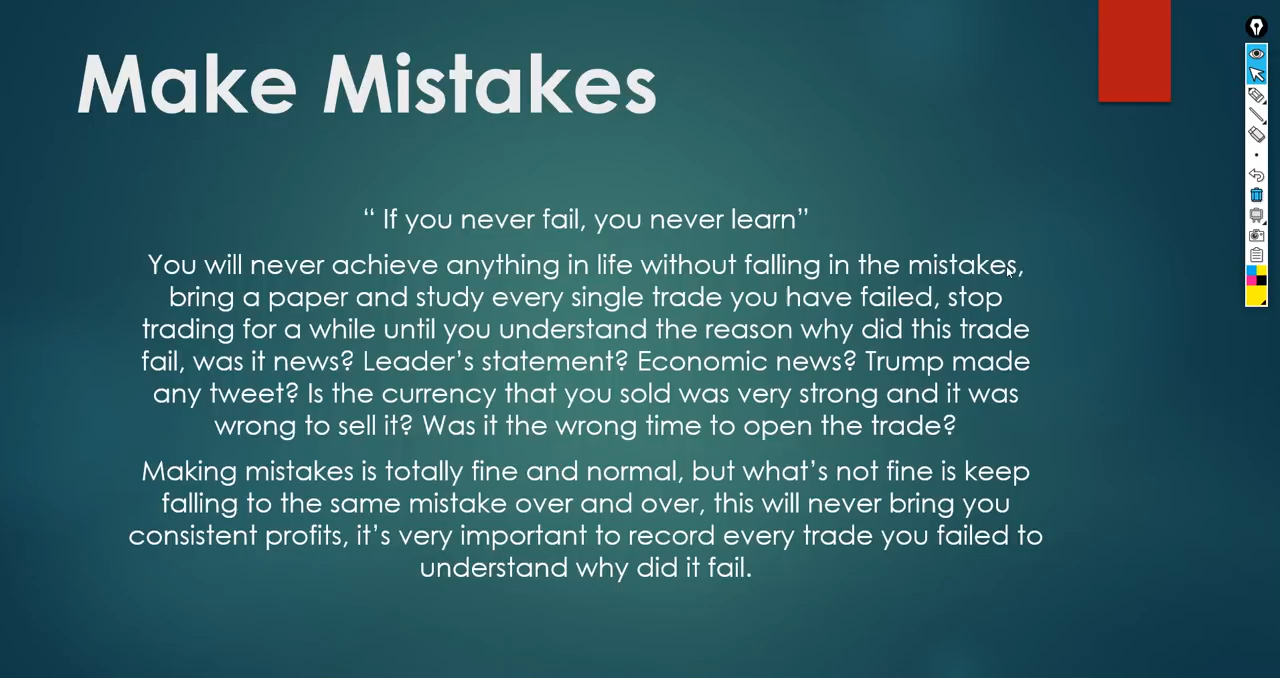 Make Mistakes
“ If you never fail, you never learn”
You will never achieve anything in life without falling in the mistakes,
bring a paper and study every single trade you have failed, stop
trading for a while until you understand the reason why did this trade
fail, was it news? Leader’s statement? Economic news? Trump made
any tweet? Is the currency that you sold was very strong and it was
wrong to sell it? Was it the wrong time to open the trade?
Making mistakes is totally fine and normal, but what’s not fine is keep
falling to the same mistake over and over, this will never bring you
consistent profits, it’s very important to record every trade you failed to
understand why did it fail.